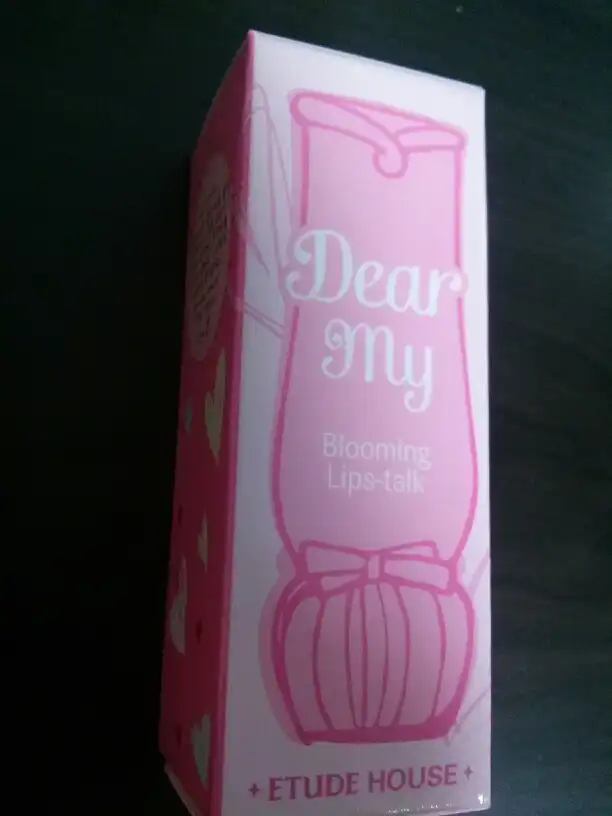 Dear
My
Blooming
Lips-talk
ETUDE HOUSE